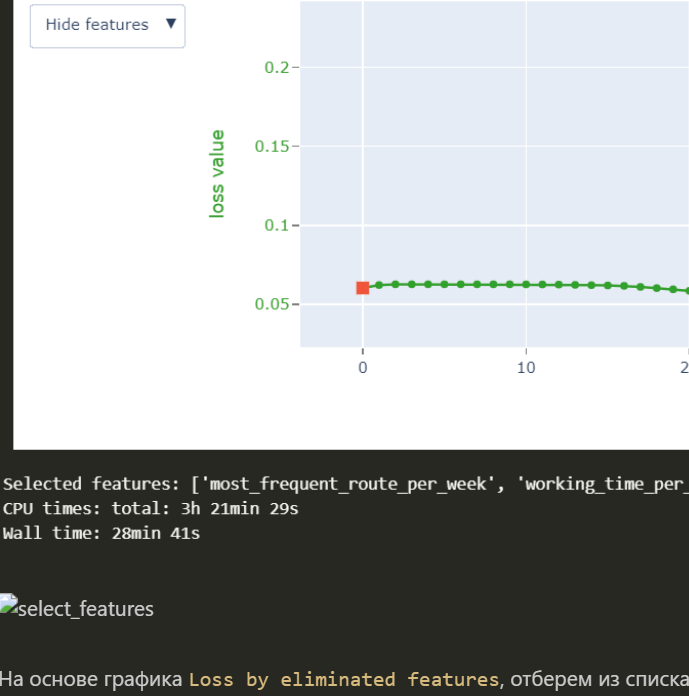 Hide features ▼
0.2
loss value
0.15
0.1
0.05
0 10 2
Selected features: ['most_frequent_route_per_week', 'working_time_per_
CPU times: total: 3h 21min 29s
Wall time: 28min 41s
select_features
На основе графика Loss by eliminated features, отберем из списка